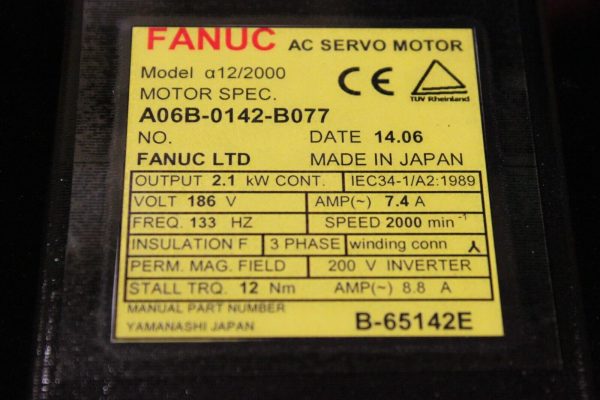 FANUC AC SERVO MOTOR
Model α12/2000
MOTOR SPEC.
CE
TUV Rheinland
A06B-0142-B077
NO. DATE 14.06
FANUC LTD MADE IN JAPAN
OUTPUT 2.1 kW CONT. IEC34-1/A2:1989
VOLT 186 V AMP(~) 7.4 A
FREQ. 133 HZ SPEED 2000 min⁻¹
INSULATION F 3 PHASE winding conn
PERM. MAG. FIELD 200 V INVERTER
STALL TRQ. 12 Nm AMP(~) 8.8 A
MANUAL PART NUMBER
YAMANASHI JAPAN B-65142E